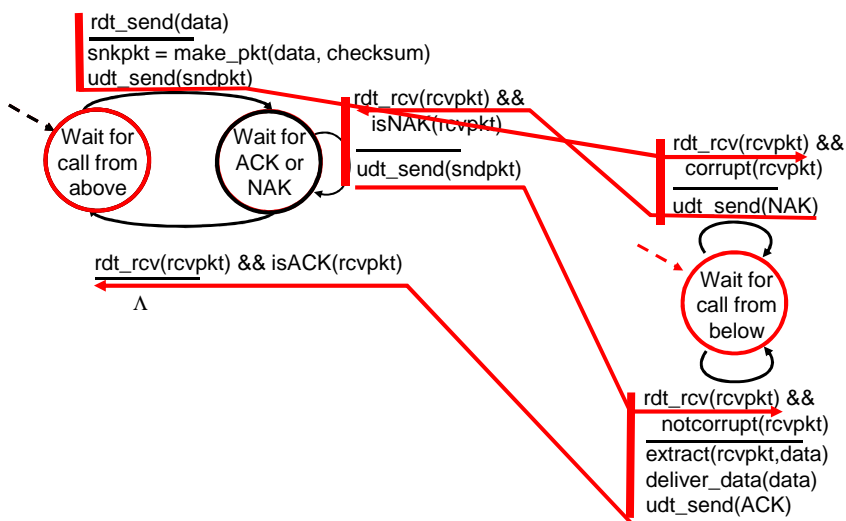 rdt_send(data)
snkpkt = make_pkt(data, checksum)
udt_send(sndpkt)
Wait for
call from
above
Wait for
ACK or
NAK
rdt_rcv(rcvpkt) &&
isNAK(rcvpkt)
udt_send(sndpkt)
rdt_rcv(rcvpkt) && isACK(rcvpkt)
Λ
rdt_rcv(rcvpkt) &&
corrupt(rcvpkt)
udt_send(NAK)
Wait for
call from
below
rdt_rcv(rcvpkt) &&
notcorrupt(rcvpkt)
extract(rcvpkt,data)
deliver_data(data)
udt_send(ACK)